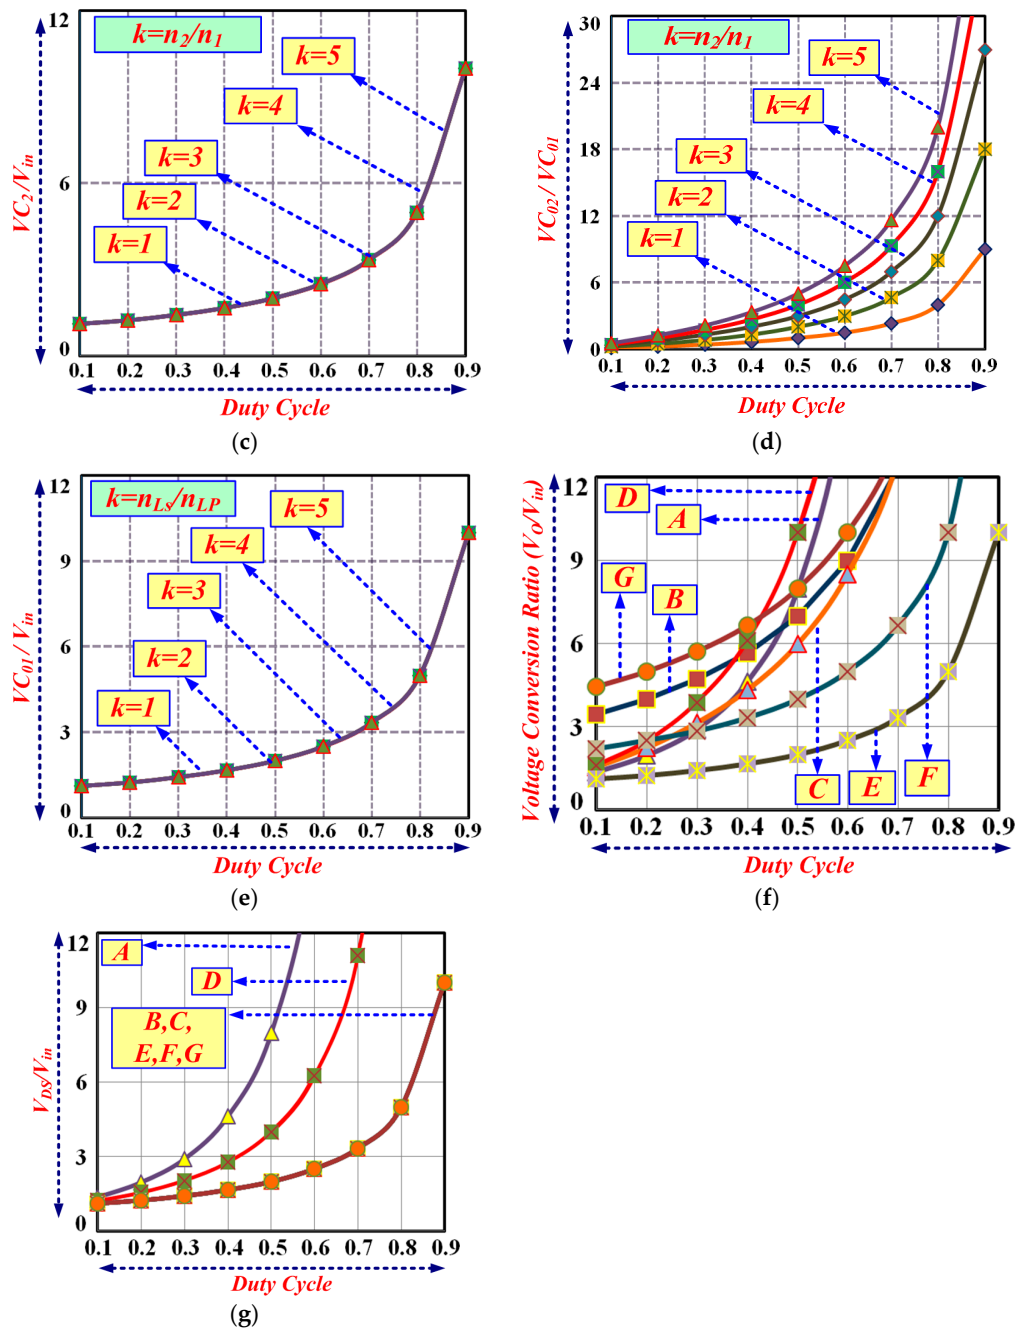 12
6
0
VC2/Vin
k=n2/n1
k=5
k=4
k=3
k=2
k=1
0.1 0.2 0.3 0.4 0.5 0.6 0.7 0.8 0.9
Duty Cycle
(c)
30
24
18
12
6
0
VC02/VC01
k=n2/n1
k=5
k=4
k=3
k=2
k=1
0.1 0.2 0.3 0.4 0.5 0.6 0.7 0.8 0.9
Duty Cycle
(d)
12
9
6
3
0
VC01/Vin
k=nLs/nLP
k=5
k=4
k=3
k=2
k=1
0.1 0.2 0.3 0.4 0.5 0.6 0.7 0.8 0.9
Duty Cycle
(e)
12
9
6
3
0
Voltage Conversion Ratio (VO/Vin)
D
A
G
B
C
E
F
0.1 0.2 0.3 0.4 0.5 0.6 0.7 0.8 0.9
Duty Cycle
(f)
12
9
6
3
0
VDS/Vin
A
D
B,C,
E,F,G
0.1 0.2 0.3 0.4 0.5 0.6 0.7 0.8 0.9
Duty Cycle
(g)